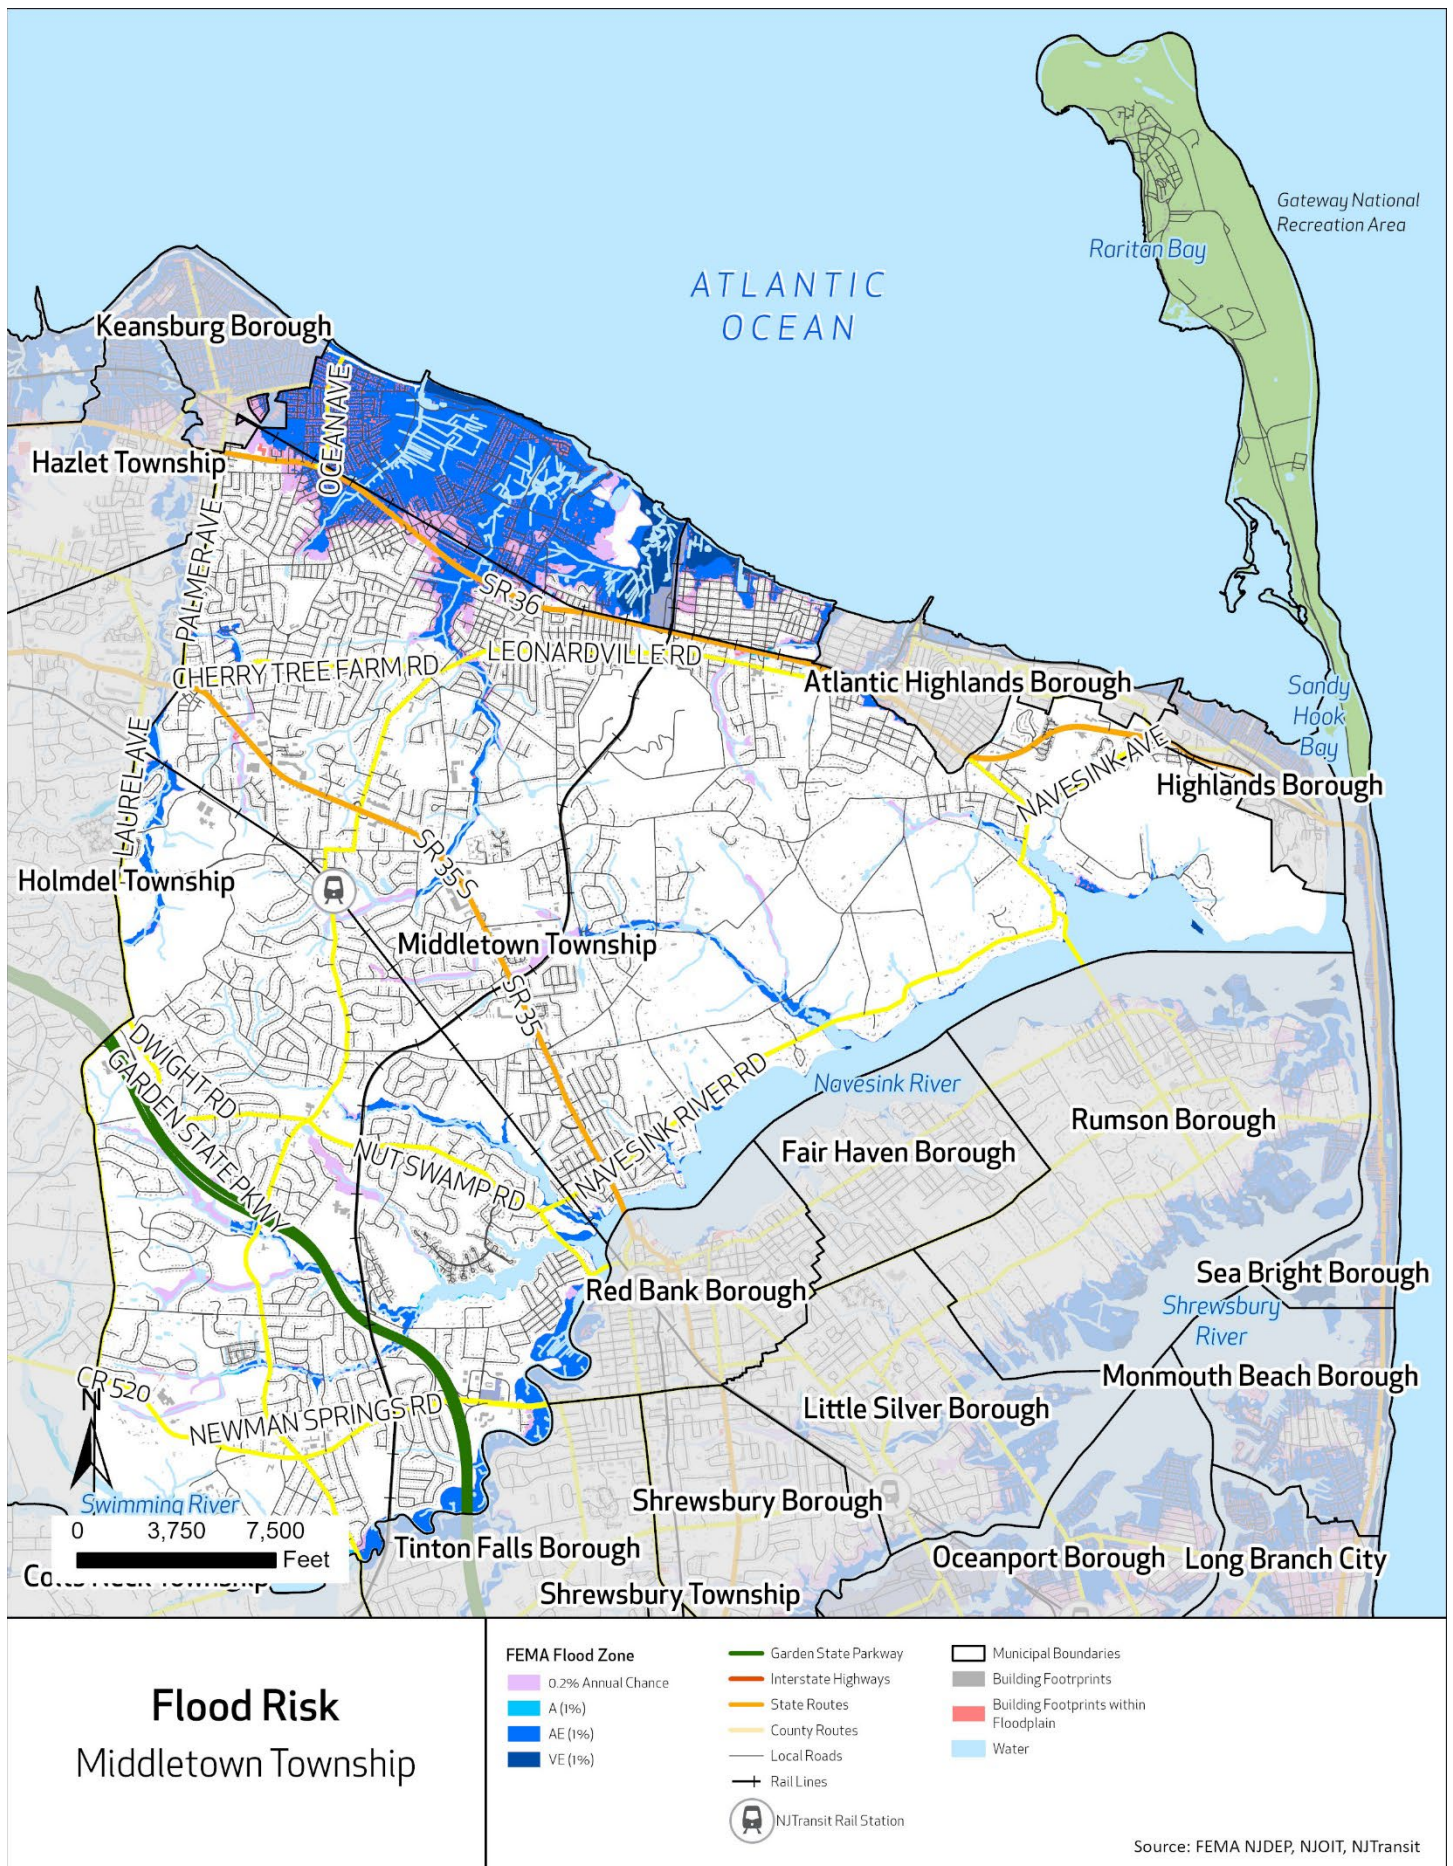 Gateway National
Recreation Area
Raritan Bay
ATLANTIC
OCEAN
Keansburg Borough
OCEAN AVE
Hazlet Township
PALMER AVE
SR 36
LEONARDVILLE RD
CHERRY TREE FARM RD
Atlantic Highlands Borough
Sandy
Hook
Bay
LAUREL AVE
NAVESINK AVE
Highlands Borough
SR 35 S
Holmdel Township
Middletown Township
SR 35
DWIGHT RD
GARDEN STATE PKWY
NAVESINK RIVER RD
Navesink River
Rumson Borough
Fair Haven Borough
NUT SWAMP RD
Red Bank Borough
Sea Bright Borough
Shrewsbury
River
CR 520
N
Monmouth Beach Borough
NEWMAN SPRINGS RD
Little Silver Borough
Swimming River
Shrewsbury Borough
0 3,750 7,500
Feet
Tinton Falls Borough
Oceanport Borough
Long Branch City
Shrewsbury Township
Flood Risk
Middletown Township
FEMA Flood Zone
0.2% Annual Chance
A (1%)
AE (1%)
VE (1%)
Garden State Parkway
Interstate Highways
State Routes
County Routes
Local Roads
Rail Lines
NJTransit Rail Station
Municipal Boundaries
Building Footrprints
Building Footprints within
Floodplain
Water
Source: FEMA NJDEP, NJOIT, NJTransit